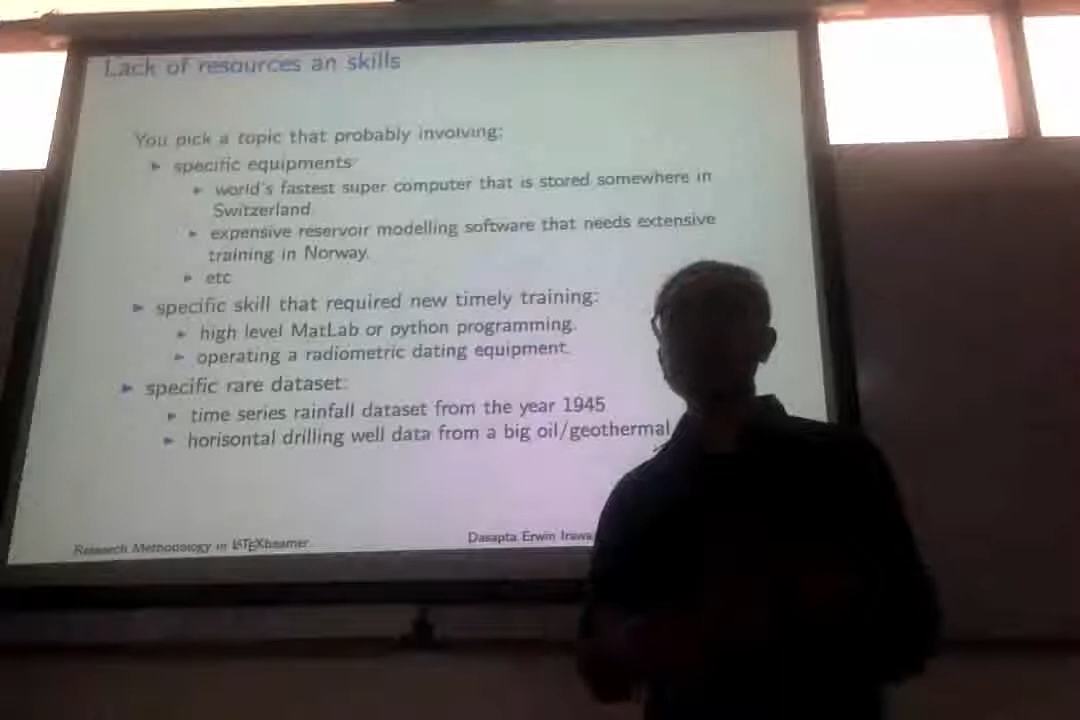 Lack of resources an skills
You pick a topic that probably involving:
specific equipments
world's fastest super computer that is stored somewhere in
Switzerland
expensive reservoir modelling software that needs extensive
training in Norway.
etc
specific skill that required new timely training:
high level MatLab or python programming.
operating a radiometric dating equipment.
specific rare dataset:
time series rainfall dataset from the year 1945
horisontal drilling well data from a big oil/geothermal
Research Methodology in LATEXbeamer
Dasapta Erwin Irawa